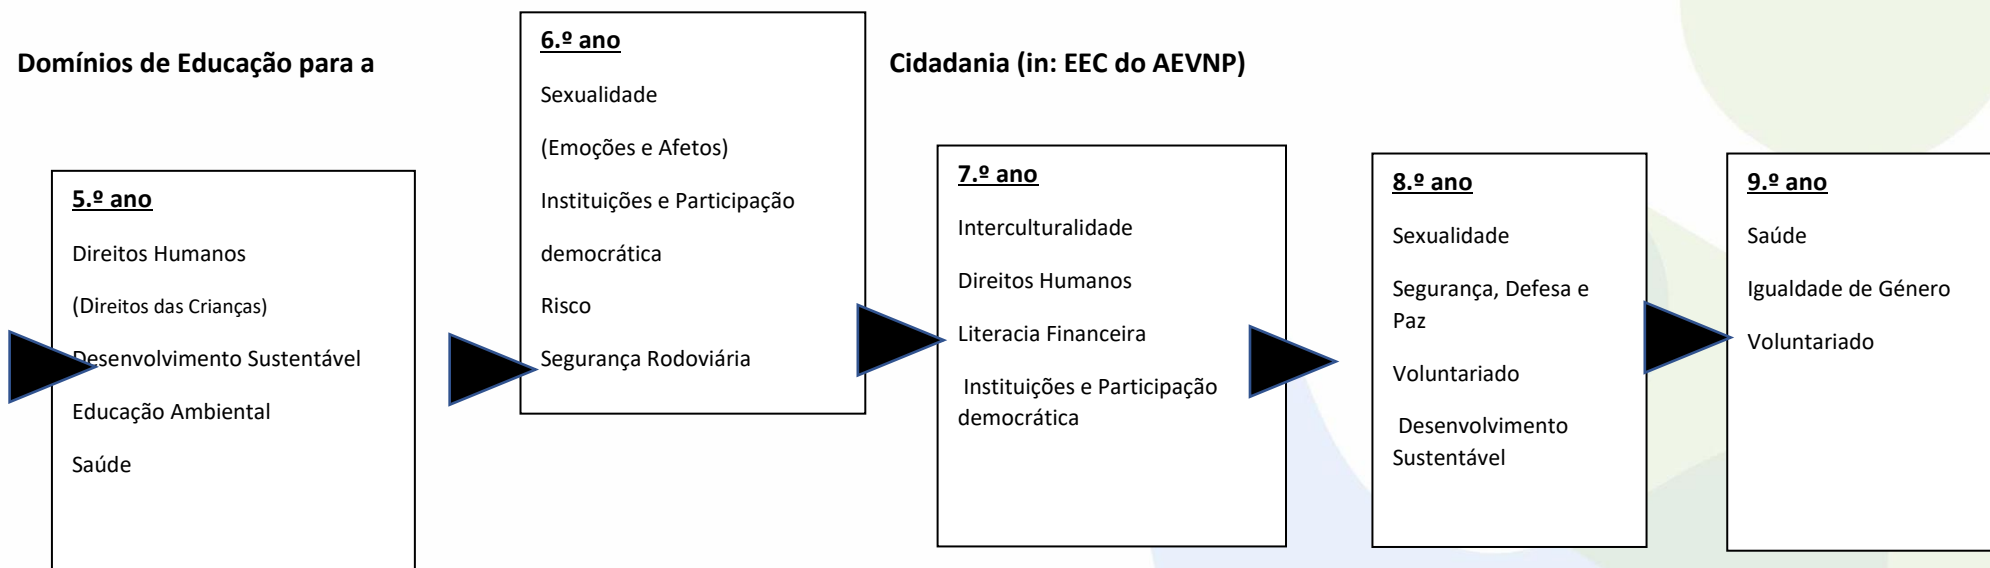 Domínios de Educação para a
Cidadania (in: EEC do AEVNP)
5.º ano
Direitos Humanos
(Direitos das Crianças)
Desenvolvimento Sustentável
Educação Ambiental
Saúde
6.º ano
Sexualidade
(Emoções e Afetos)
Instituições e Participação
democrática
Risco
Segurança Rodoviária
7.º ano
Interculturalidade
Direitos Humanos
Literacia Financeira
Instituições e Participação
democrática
8.º ano
Sexualidade
Segurança, Defesa e
Paz
Voluntariado
Desenvolvimento
Sustentável
9.º ano
Saúde
Igualdade de Género
Voluntariado